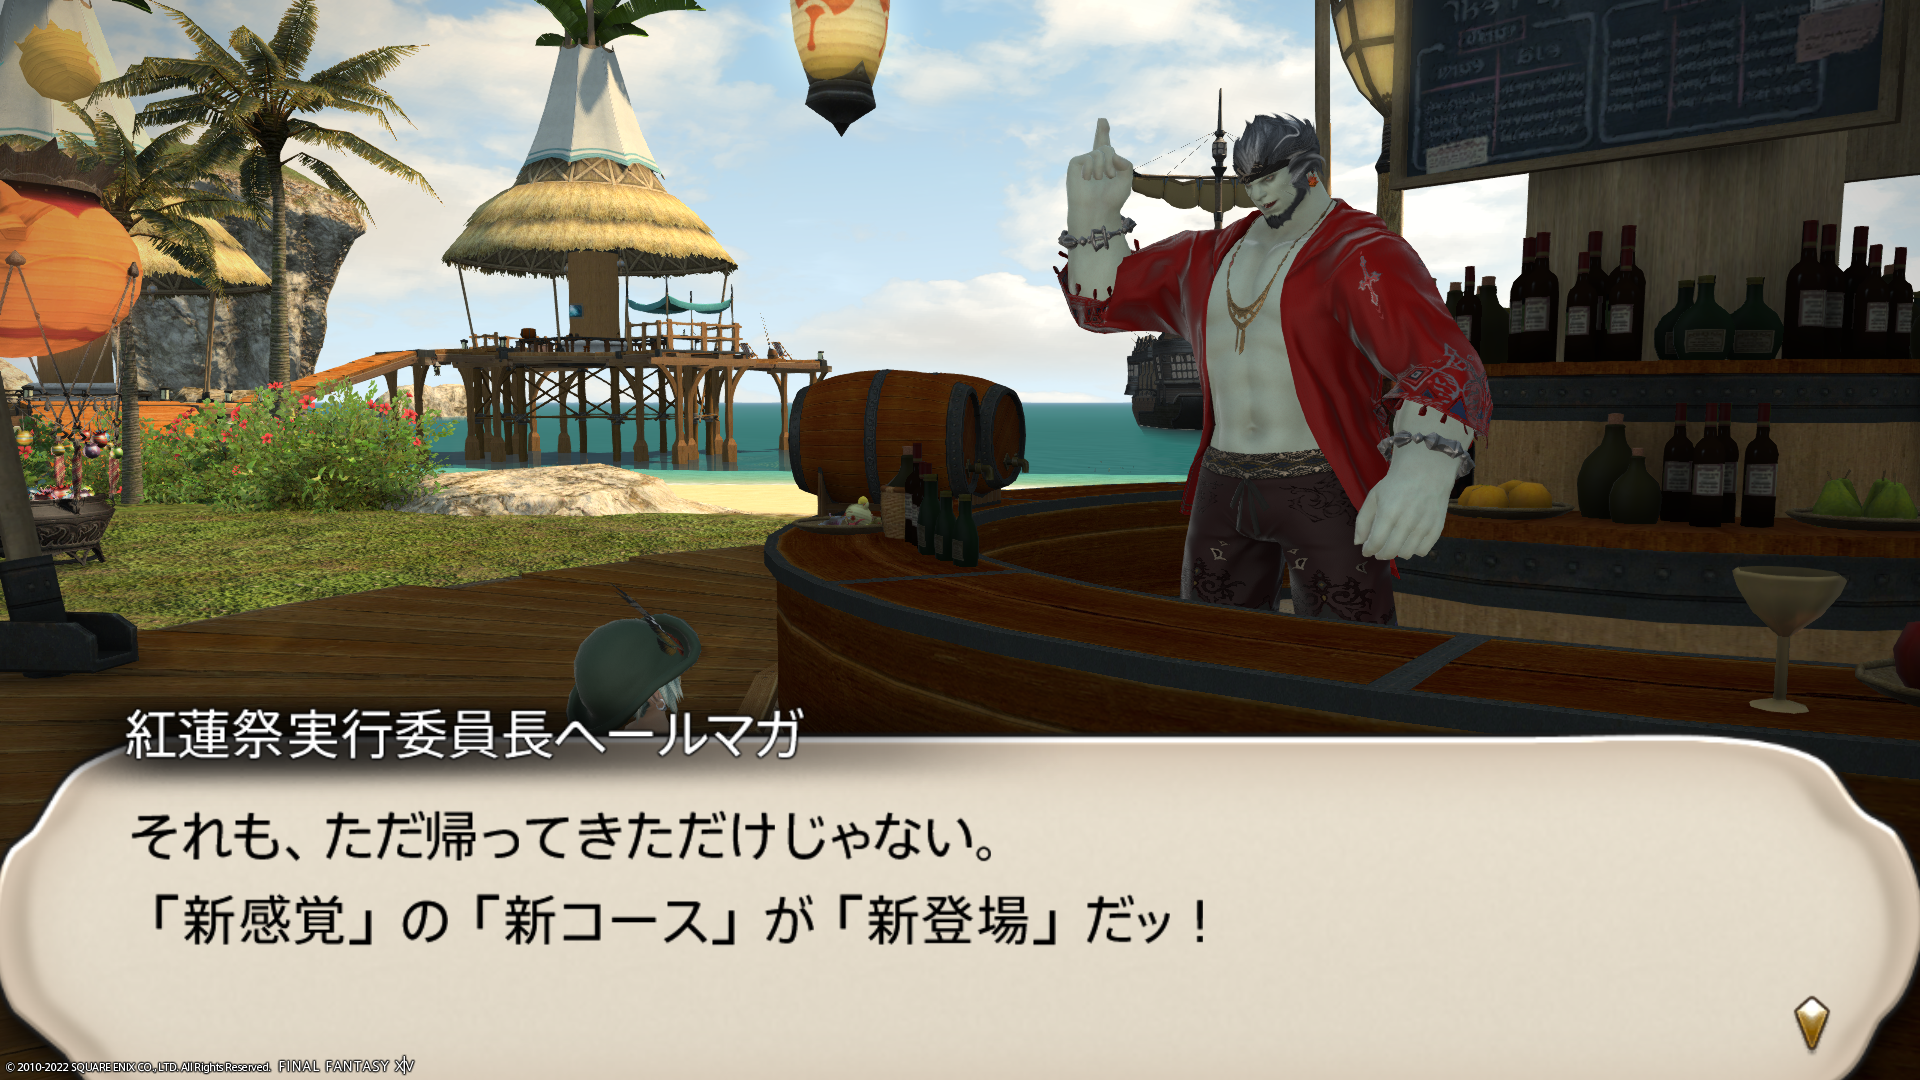 紅蓮祭実行委員長ヘールマガ
それも、ただ帰ってきただけじゃない。
「新感覚」の「新コース」が「新登場」だッ！
© 2010-2022 SQUARE ENIX CO., LTD. All Rights Reserved. FINAL FANTASY XIV